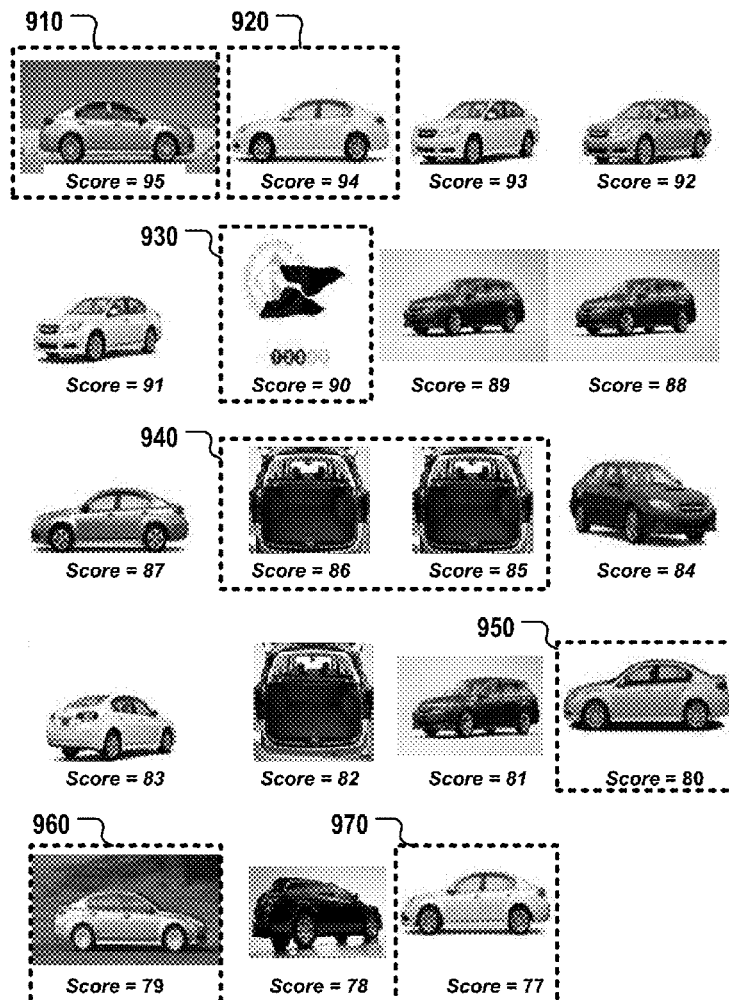 910 920
Score = 95 Score = 94 Score = 93 Score = 92
930
000
Score = 91 Score = 90 Score = 89 Score = 88
940
Score = 87 Score = 86 Score = 85 Score = 84
950
Score = 83 Score = 82 Score = 81 Score = 80
960 970
Score = 79 Score = 78 Score = 77